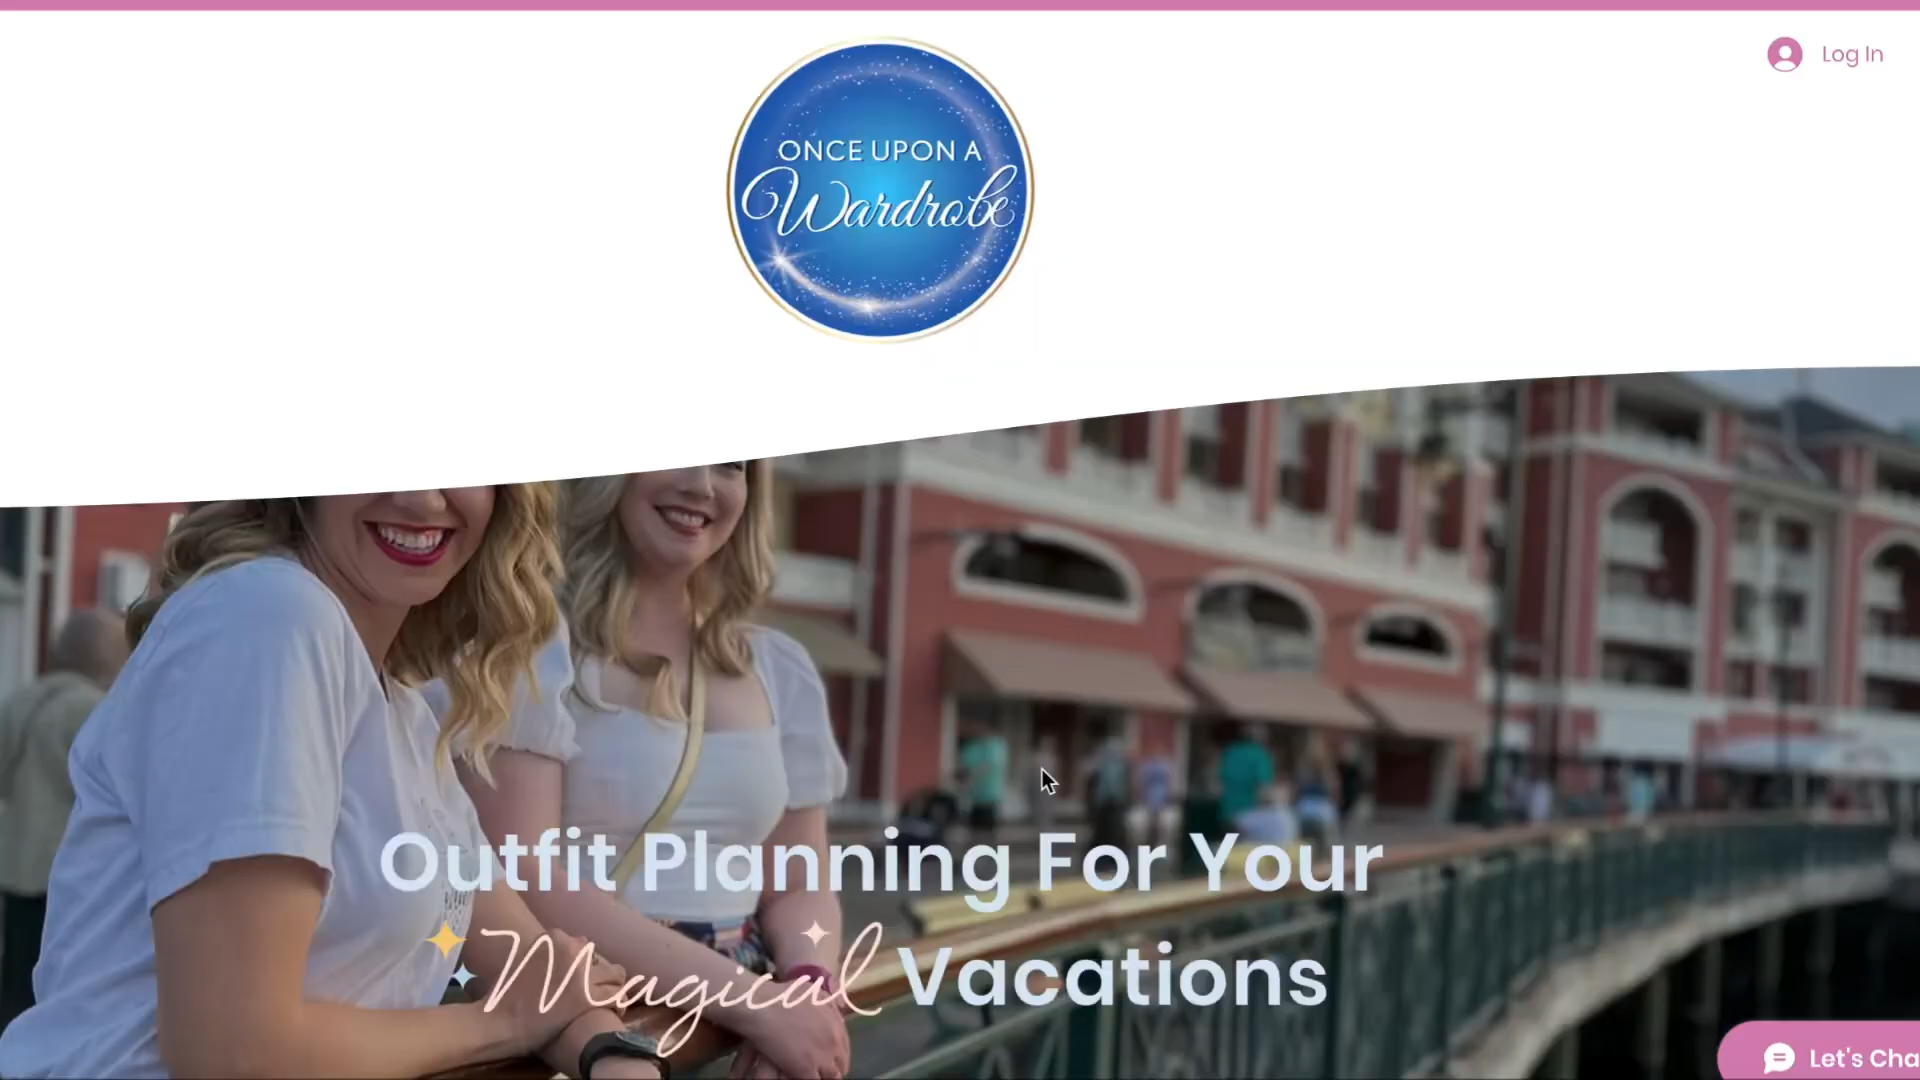 Log In
ONCE UPON A
Wardrobe
Outfit Planning For Your
Magical Vacations
Let's Cha